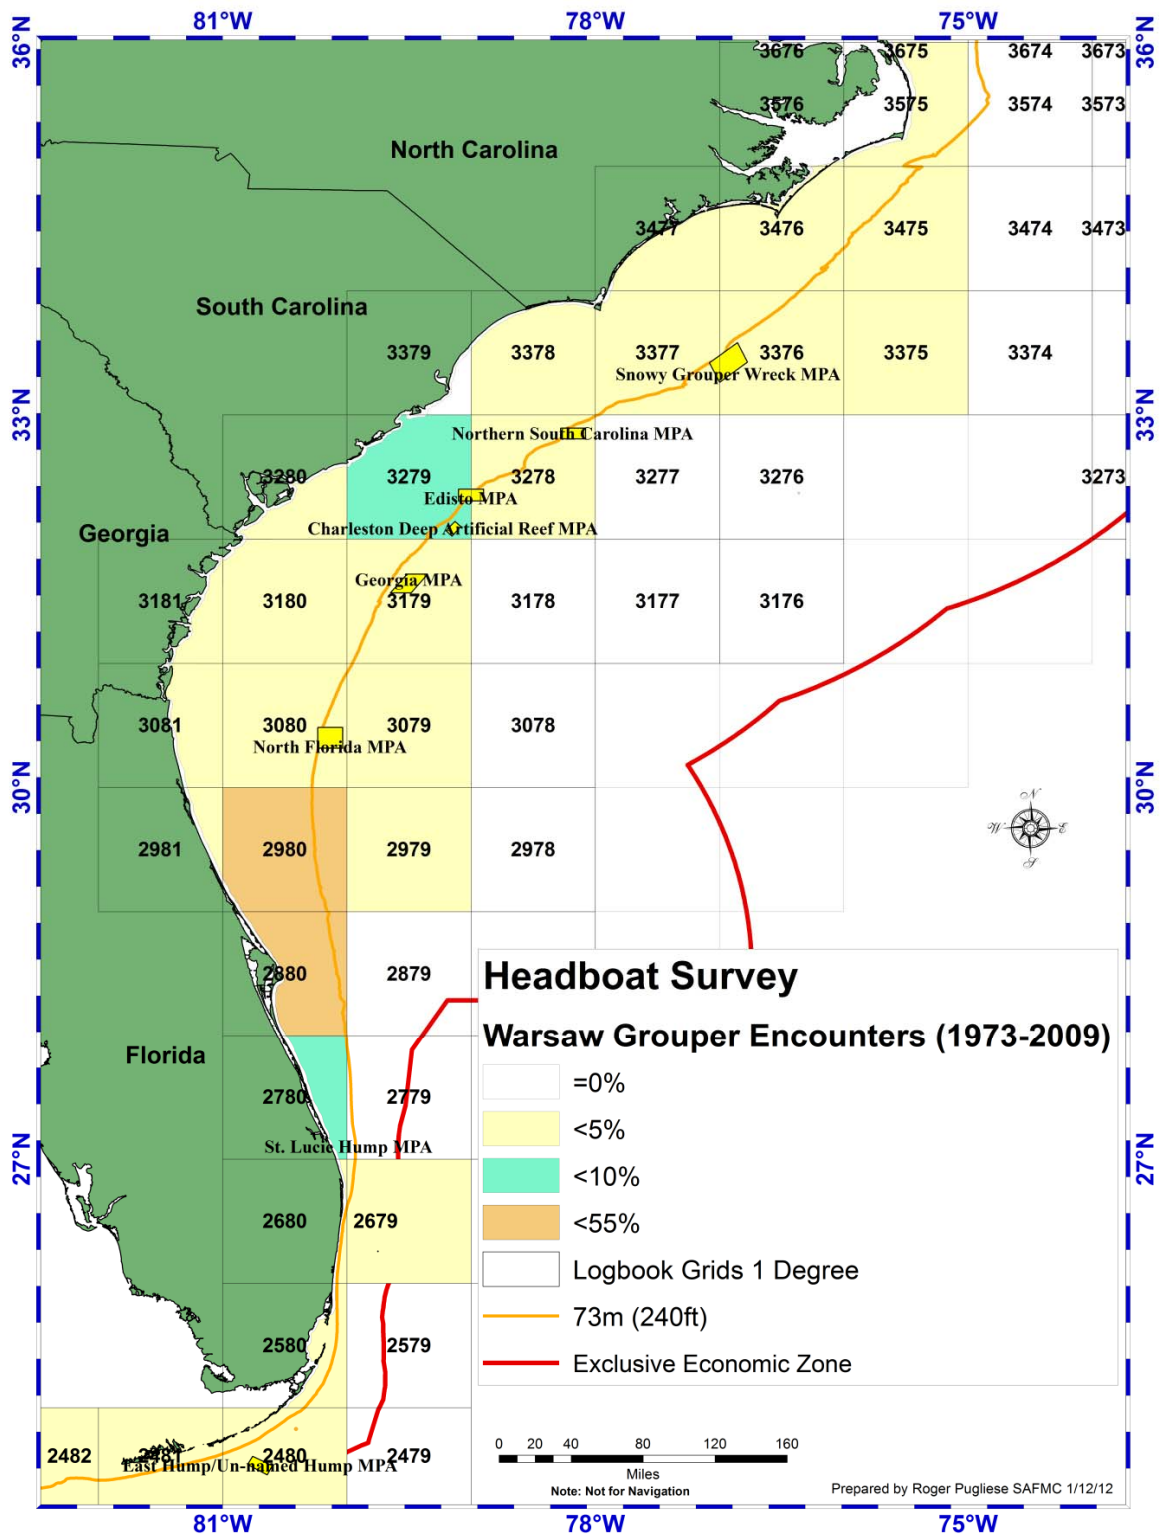 81°W 78°W 75°W
36°N 36°N
3676 3675 3674 3673
3576 3575 3574 3573
North Carolina
3477 3476 3475 3474 3473
South Carolina
3379 3378 3377 3376 3375 3374
Snowy Grouper Wreck MPA
33°N 33°N
Northern South Carolina MPA
3280 3279 3278 3277 3276 3273
Edisto MPA
Charleston Deep Artificial Reef MPA
Georgia
Georgia MPA
3181 3180 3179 3178 3177 3176
3081 3080 3079 3078
North Florida MPA
30°N 30°N
N
W E
S
2981 2980 2979 2978
2880 2879
Headboat Survey
Warsaw Grouper Encounters (1973-2009)
=0%
<5%
<10%
<55%
Logbook Grids 1 Degree
73m (240ft)
Exclusive Economic Zone
Florida
2780 2779
St. Lucie Hump MPA
27°N 27°N
2680 2679
2580 2579
2482 2481 2480 2479
East Hump/Un-named Hump MPA
0 20 40 80 120 160
Miles
Note: Not for Navigation
Prepared by Roger Pugliese SAFMC 1/12/12
81°W 78°W 75°W